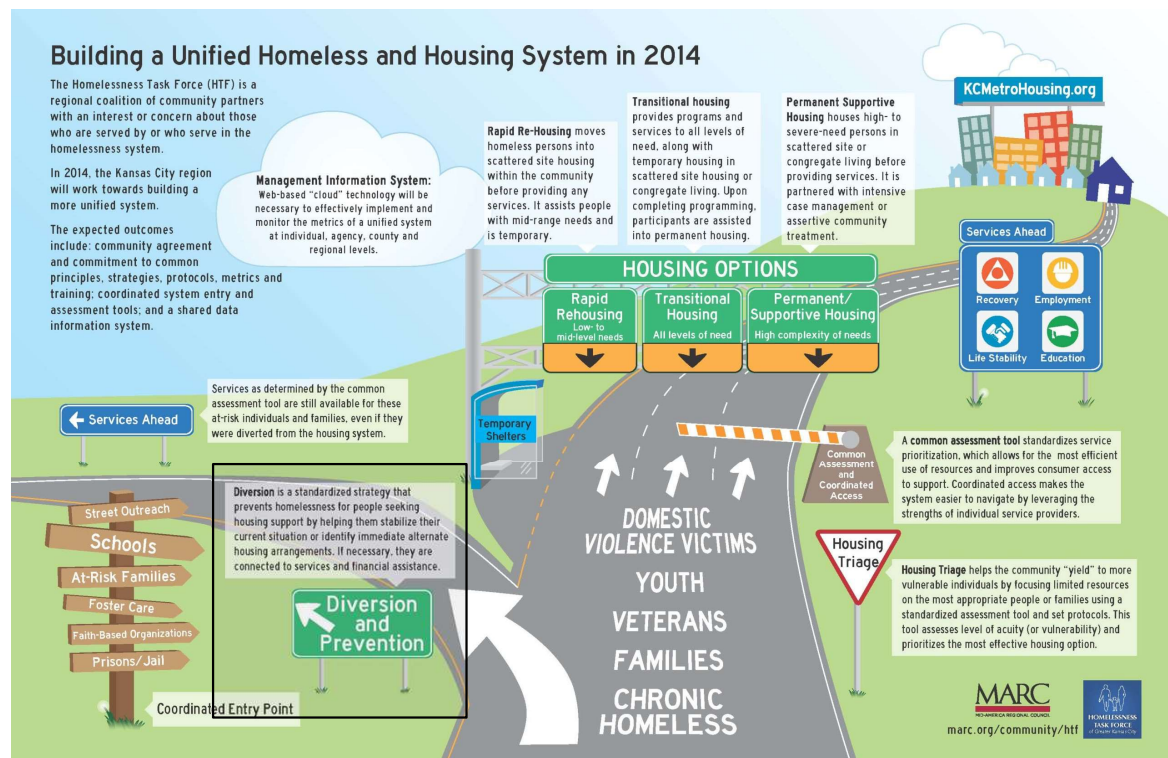 Building a Unified Homeless and Housing System in 2014
The Homelessness Task Force (HTF) is a
regional coalition of community partners
with an interest or concern about those
who are served by or who serve in the
homelessness system.
In 2014, the Kansas City region
will work towards building a
more unified system.
The expected outcomes
include: community agreement
and commitment to common
principles, strategies, protocols, metrics and
training; coordinated system entry and
assessment tools; and a shared data
information system.
Management Information System:
Web-based "cloud" technology will be
necessary to effectively implement and
monitor the metrics of a unified system
at individual, agency, county and
regional levels.
Rapid Re-Housing moves
homeless persons into
scattered site housing
within the community
before providing any
services. It assists people
with mid-range needs and
is temporary.
Transitional housing
provides programs and
services to all levels of
need, along with
temporary housing in
scattered site housing or
congregate living. Upon
completing programming,
participants are assisted
into permanent housing.
Permanent Supportive
Housing houses high- to
severe-need persons in
scattered site or
congregate living before
providing services. It is
partnered with intensive
case management or
assertive community
treatment.
KCMetroHousing.org
Services Ahead
Recovery
Employment
Life Stability
Education
HOUSING OPTIONS
Rapid
Rehousing
Low- to
mid-level needs
Transitional
Housing
All levels of need
Permanent/
Supportive Housing
High complexity of needs
Services Ahead
Services as determined by the common
assessment tool are still available for these
at-risk individuals and families, even if they
were diverted from the housing system.
Temporary
Shelters
Common
Assessment
and
Coordinated
Access
A common assessment tool standardizes service
prioritization, which allows for the most efficient
use of resources and improves consumer access
to support. Coordinated access makes the
system easier to navigate by leveraging the
strengths of individual service providers.
Street Outreach
Schools
At-Risk Families
Foster Care
Faith-Based Organizations
Prisons/Jail
Coordinated Entry Point
Diversion is a standardized strategy that
prevents homelessness for people seeking
housing support by helping them stabilize their
current situation or identify immediate alternate
housing arrangements. If necessary, they are
connected to services and financial assistance.
Diversion
and
Prevention
DOMESTIC
VIOLENCE VICTIMS
YOUTH
VETERANS
FAMILIES
CHRONIC
HOMELESS
Housing
Triage
Housing Triage helps the community "yield" to more
vulnerable individuals by focusing limited resources
on the most appropriate people or families using a
standardized assessment tool and set protocols. This
tool assesses level of acuity (or vulnerability) and
prioritizes the most effective housing option.
MARC
MID-AMERICA REGIONAL COUNCIL
marc.org/community/htf
HOMELESSNESS
TASK FORCE
of Greater Kansas City